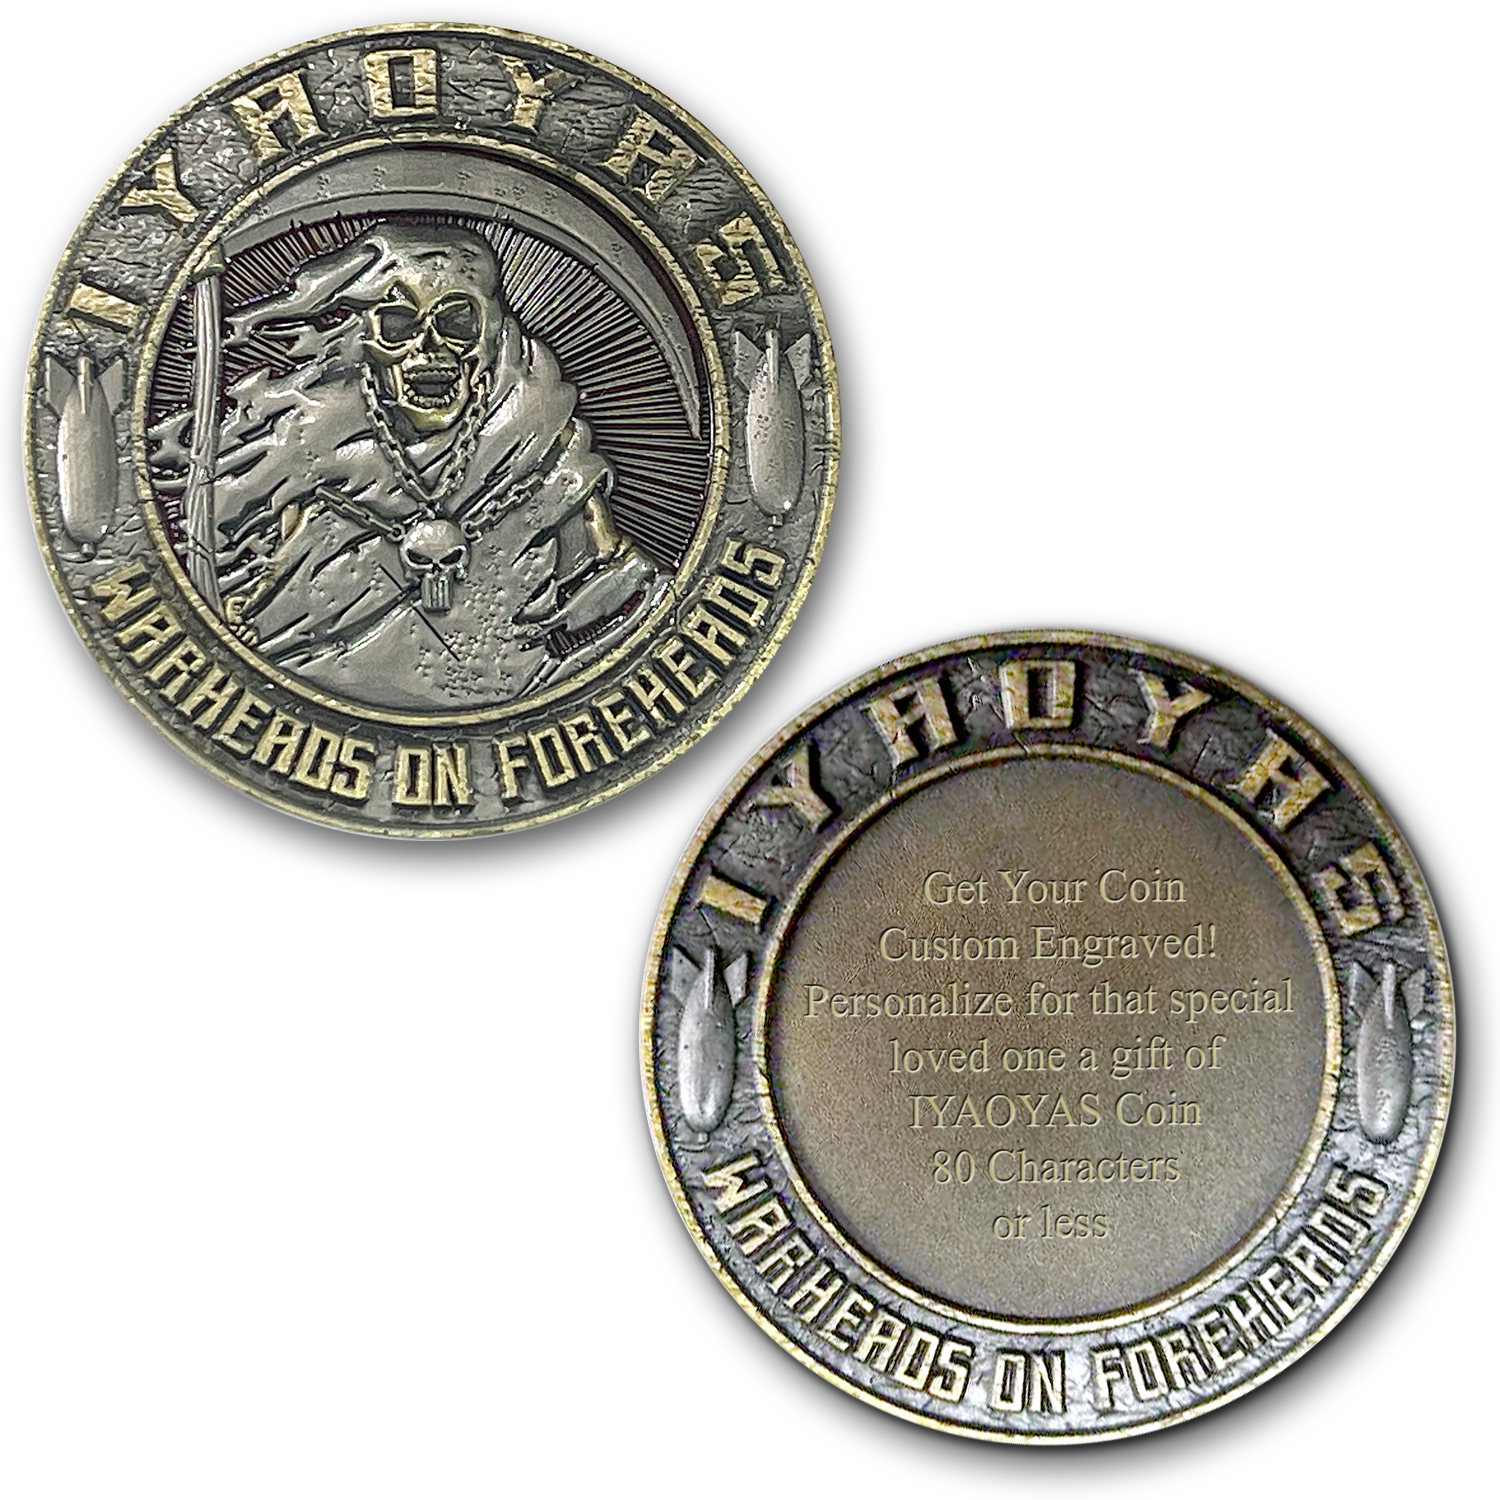 IYAOYAS
WARHEADS ON FOREHEADS
IYAOYAS
Get Your Coin
Custom Engraved!
Personalize for that special
loved one a gift of
IYAOYAS Coin
80 Characters
or less
WARHEADS ON FOREHEADS